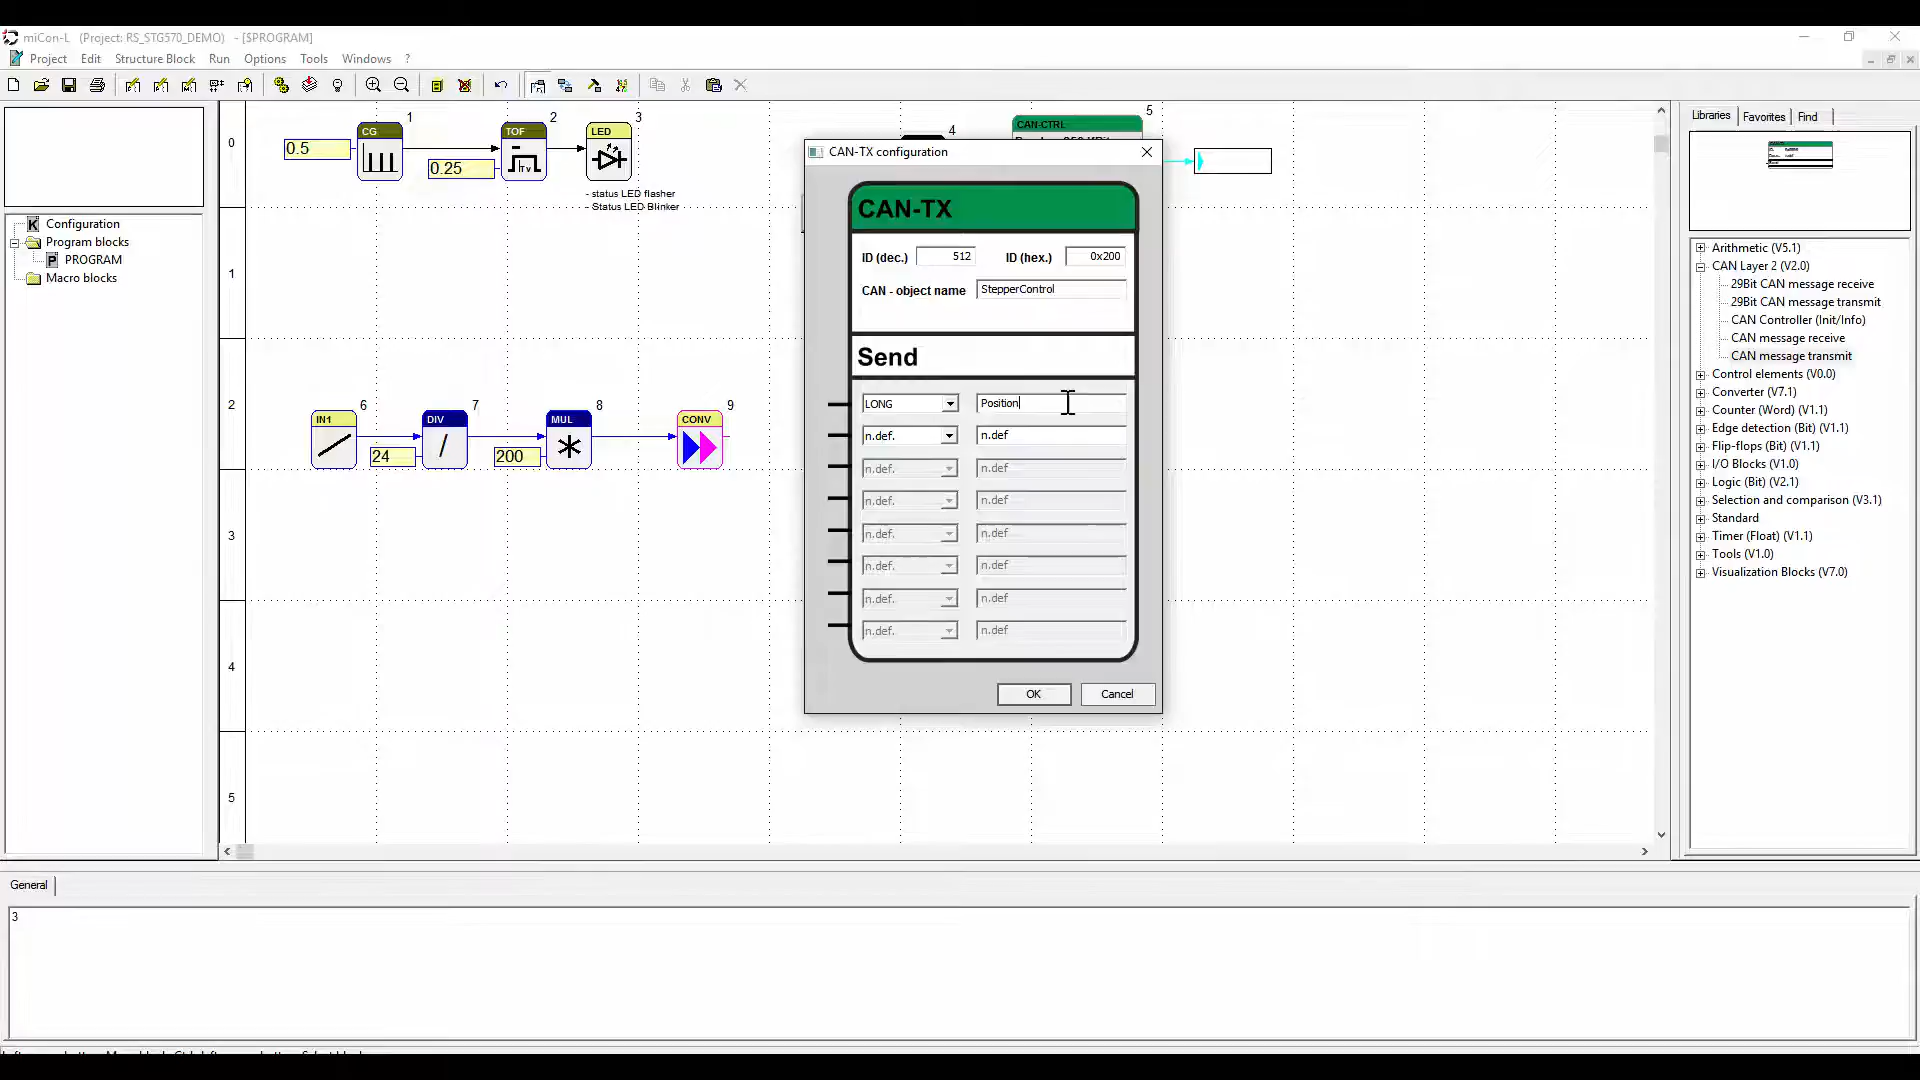 miCon-L (Project: RS_STG570_DEMO) - [$PROGRAM]
Project Edit Structure Block Run Options Tools Windows ?
Configuration
Program blocks
PROGRAM
Macro blocks
0
1
2
3
4
5
0.5
CG
1
0.25
TOF
2
Tv
LED
3
- status LED flasher
- Status LED Blinker
4
5
CAN-CTRL
IN1
6
24
DIV
7
/
200
MUL
8
*
CONV
9
CAN-TX configuration
CAN-TX
ID (dec.) 512 ID (hex.) 0x200
CAN - object name StepperControl
Send
LONG Position
n.def. n.def
n.def. n.def
n.def. n.def
n.def. n.def
n.def. n.def
n.def. n.def
n.def. n.def
OK Cancel
Libraries Favorites Find
Arithmetic (V5.1)
CAN Layer 2 (V2.0)
29Bit CAN message receive
29Bit CAN message transmit
CAN Controller (Init/Info)
CAN message receive
CAN message transmit
Control elements (V0.0)
Converter (V7.1)
Counter (Word) (V1.1)
Edge detection (Bit) (V1.1)
Flip-flops (Bit) (V1.1)
I/O Blocks (V1.0)
Logic (Bit) (V2.1)
Selection and comparison (V3.1)
Standard
Timer (Float) (V1.1)
Tools (V1.0)
Visualization Blocks (V7.0)
General
3